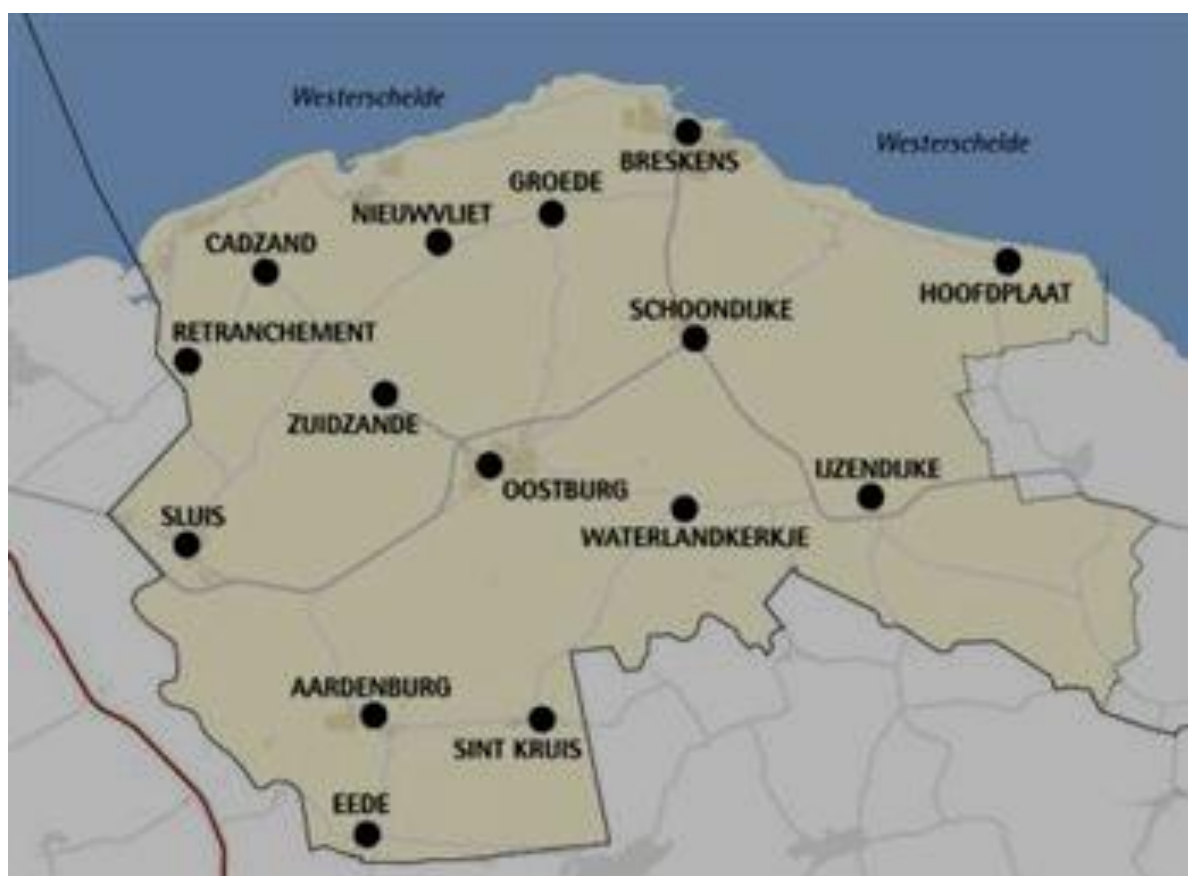 Westerschelde
Westerschelde
BRESKENS
GROEDE
NIEUWVLIET
CADZAND
HOOFDPLAAT
SCHOONDIJKE
RETRANCHEMENT
ZUIDZANDE
IJZENDIJKE
OOSTBURG
SLUIS
WATERLANDKERKJE
AARDENBURG
SINT KRUIS
EEDE